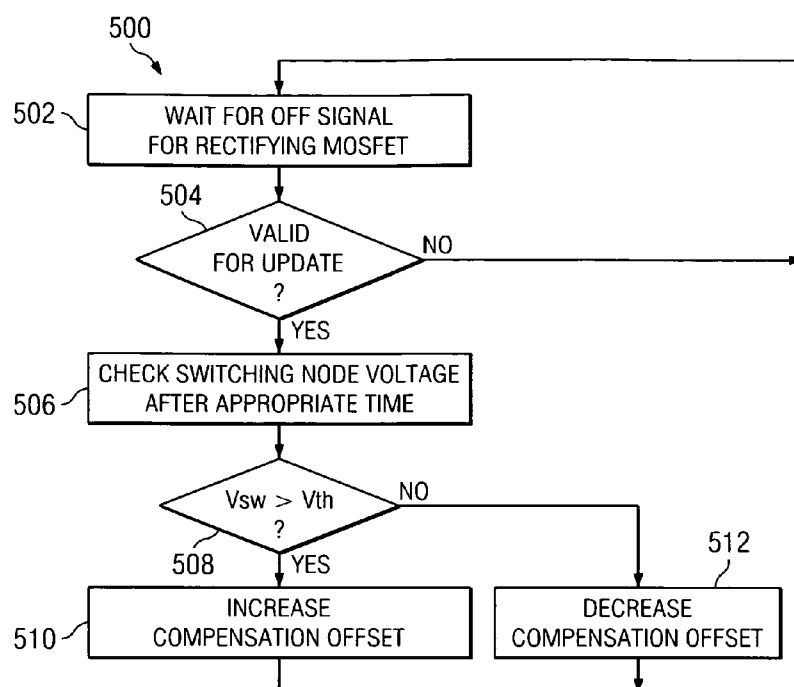 500
502
WAIT FOR OFF SIGNAL
FOR RECTIFYING MOSFET
504
VALID
FOR UPDATE
?
NO
YES
506
CHECK SWITCHING NODE VOLTAGE
AFTER APPROPRIATE TIME
Vsw > Vth
?
NO
508
YES
512
510
INCREASE
COMPENSATION OFFSET
DECREASE
COMPENSATION OFFSET